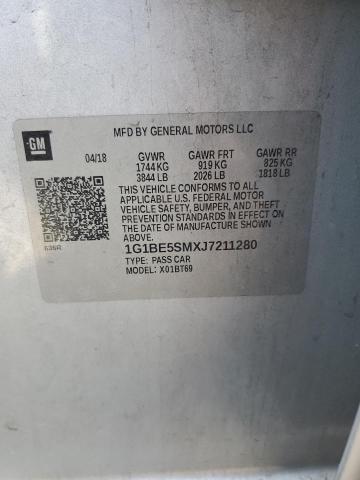 GM
MFD BY GENERAL MOTORS LLC
04/18 GVWR GAWR FRT GAWR RR
1744 KG 919 KG 825 KG
3844 LB 2026 LB 1818 LB
THIS VEHICLE CONFORMS TO ALL
APPLICABLE U.S. FEDERAL MOTOR
VEHICLE SAFETY, BUMPER, AND THEFT
PREVENTION STANDARDS IN EFFECT ON
THE DATE OF MANUFACTURE SHOWN
ABOVE.
1G1BE5SMXJ7211280
TYPE: PASS CAR
MODEL: X01BT69